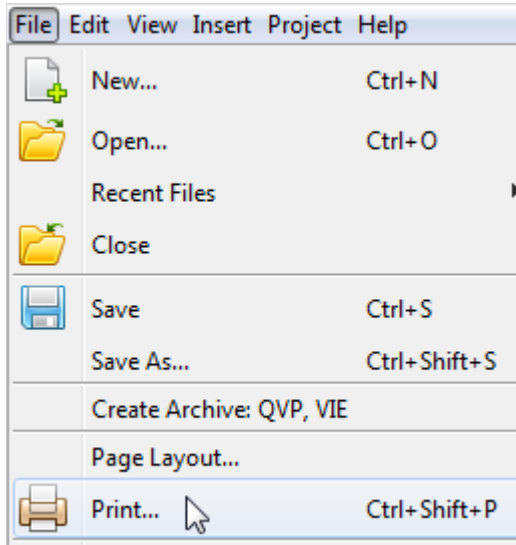 File Edit View Insert Project Help
New... Ctrl+N
Open... Ctrl+O
Recent Files
Close
Save Ctrl+S
Save As... Ctrl+Shift+S
Create Archive: QVP, VIE
Page Layout...
Print... Ctrl+Shift+P